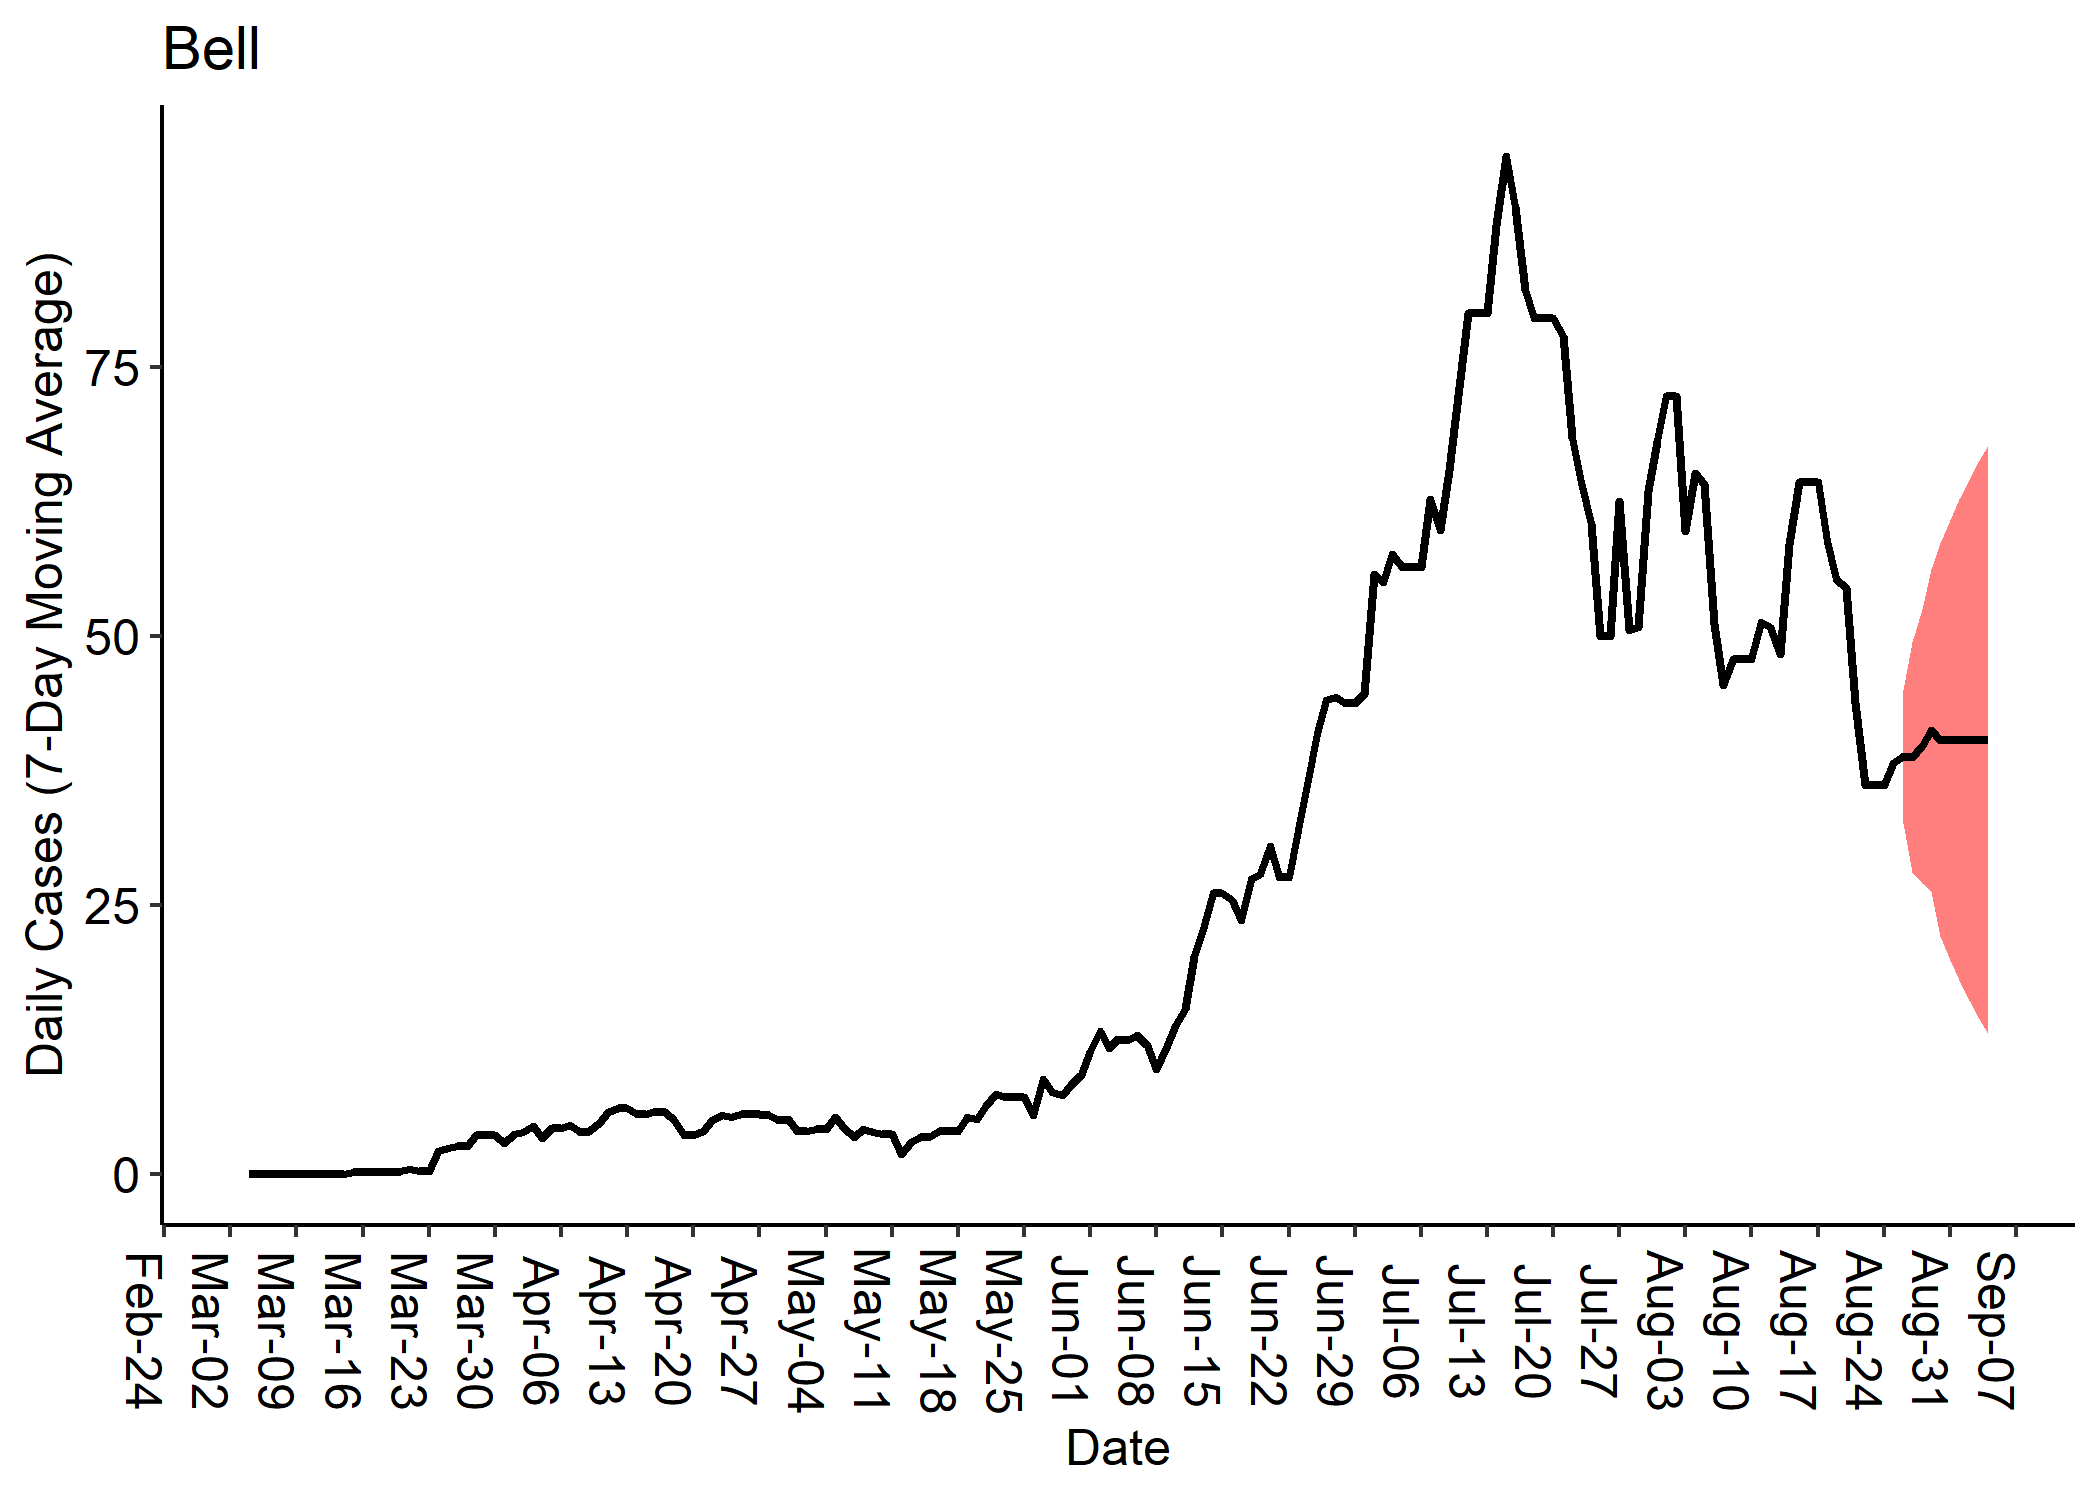 Bell
Daily Cases (7-Day Moving Average)
75
50
25
0
Feb-24
Mar-02
Mar-09
Mar-16
Mar-23
Mar-30
Apr-06
Apr-13
Apr-20
Apr-27
May-04
May-11
May-18
May-25
Jun-01
Jun-08
Jun-15
Jun-22
Jun-29
Jul-06
Jul-13
Jul-20
Jul-27
Aug-03
Aug-10
Aug-17
Aug-24
Aug-31
Sep-07
Date